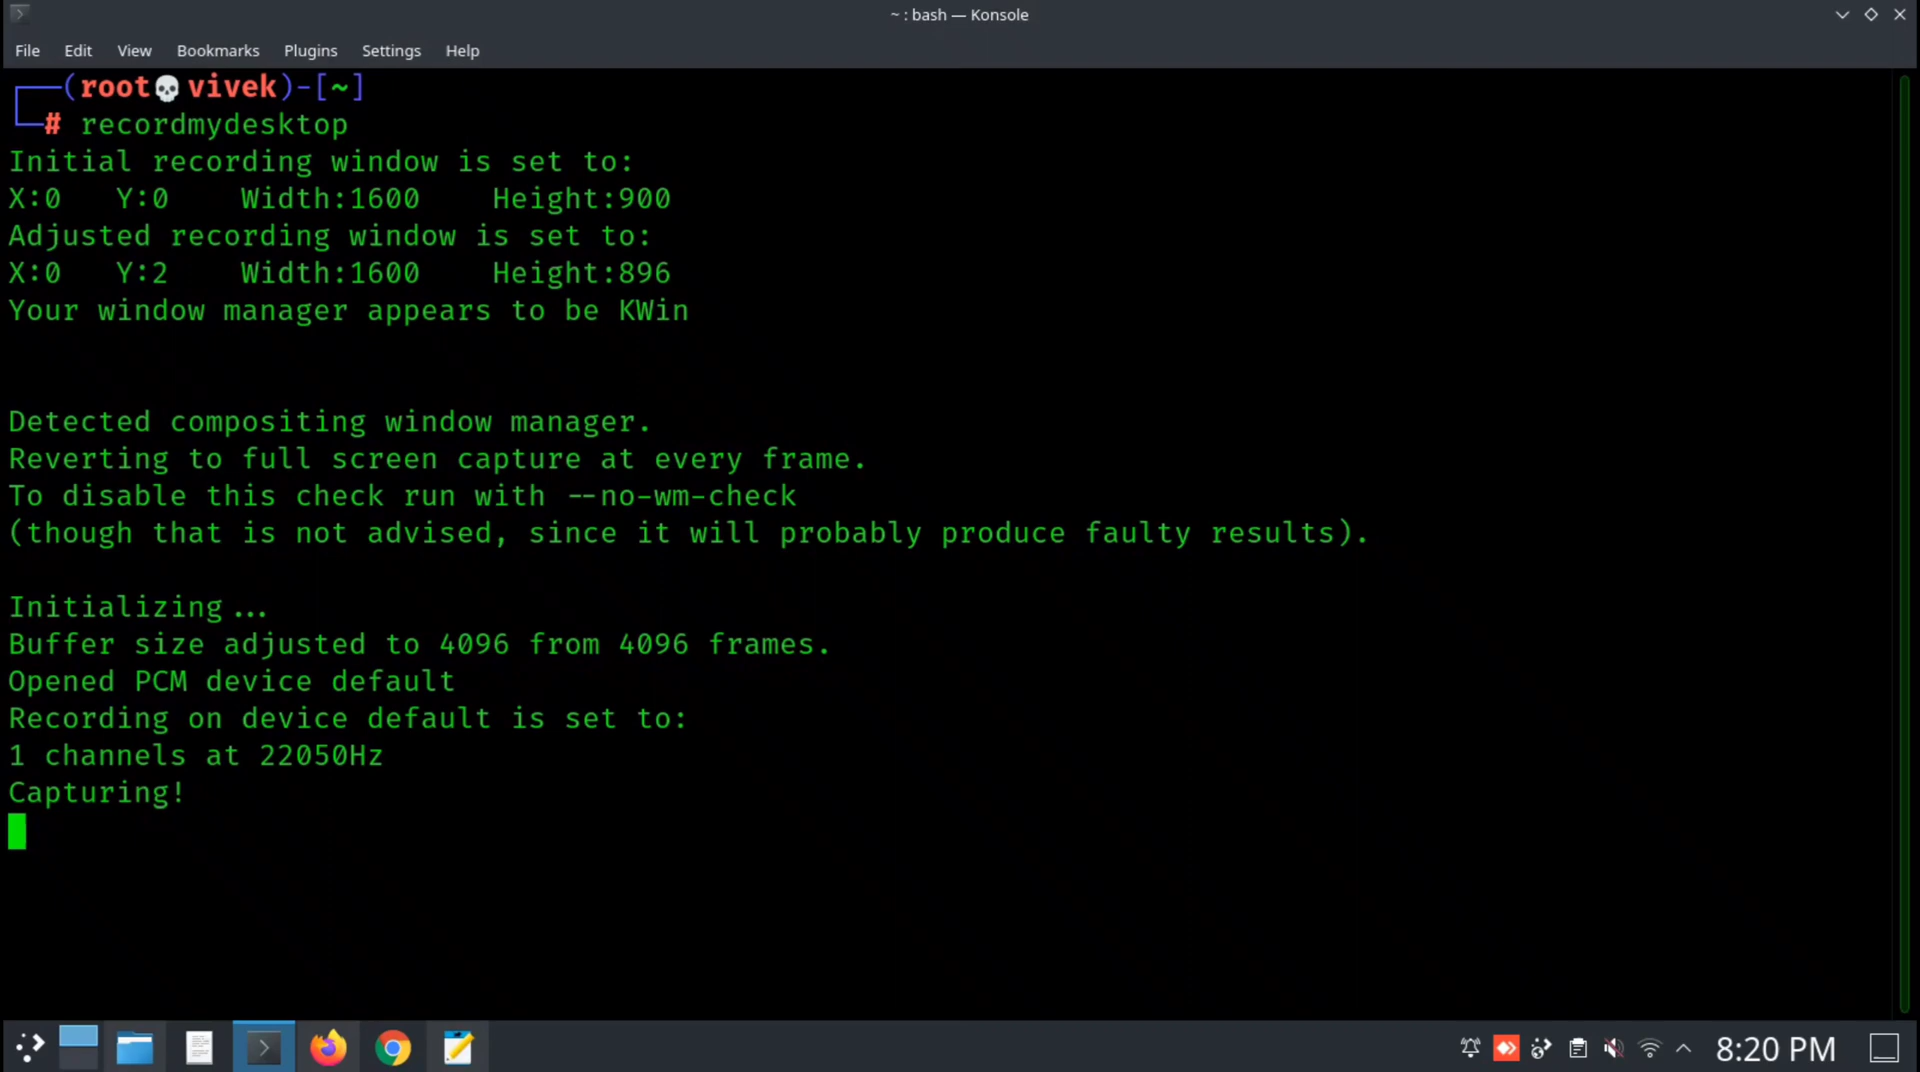 ~ : bash — Konsole
File Edit View Bookmarks Plugins Settings Help
┌──(root💀vivek)-[~]
└─# recordmydesktop
Initial recording window is set to:
X:0   Y:0    Width:1600    Height:900
Adjusted recording window is set to:
X:0   Y:2    Width:1600    Height:896
Your window manager appears to be KWin
Detected compositing window manager.
Reverting to full screen capture at every frame.
To disable this check run with --no-wm-check
(though that is not advised, since it will probably produce faulty results).
Initializing...
Buffer size adjusted to 4096 from 4096 frames.
Opened PCM device default
Recording on device default is set to:
1 channels at 22050Hz
Capturing!
8:20 PM